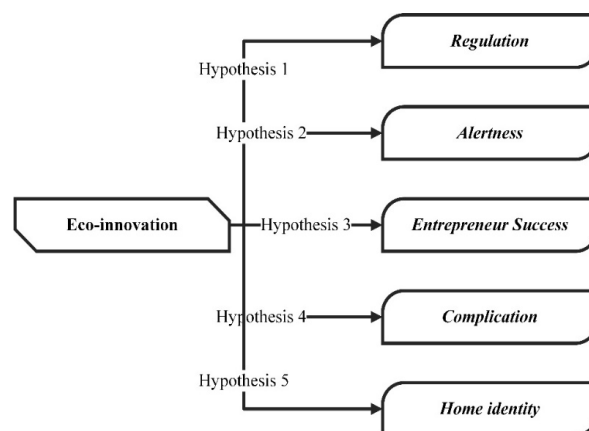 Regulation
Hypothesis 1
Hypothesis 2
Alertness
Eco-innovation
Hypothesis 3
Entrepreneur Success
Hypothesis 4
Complication
Hypothesis 5
Home identity